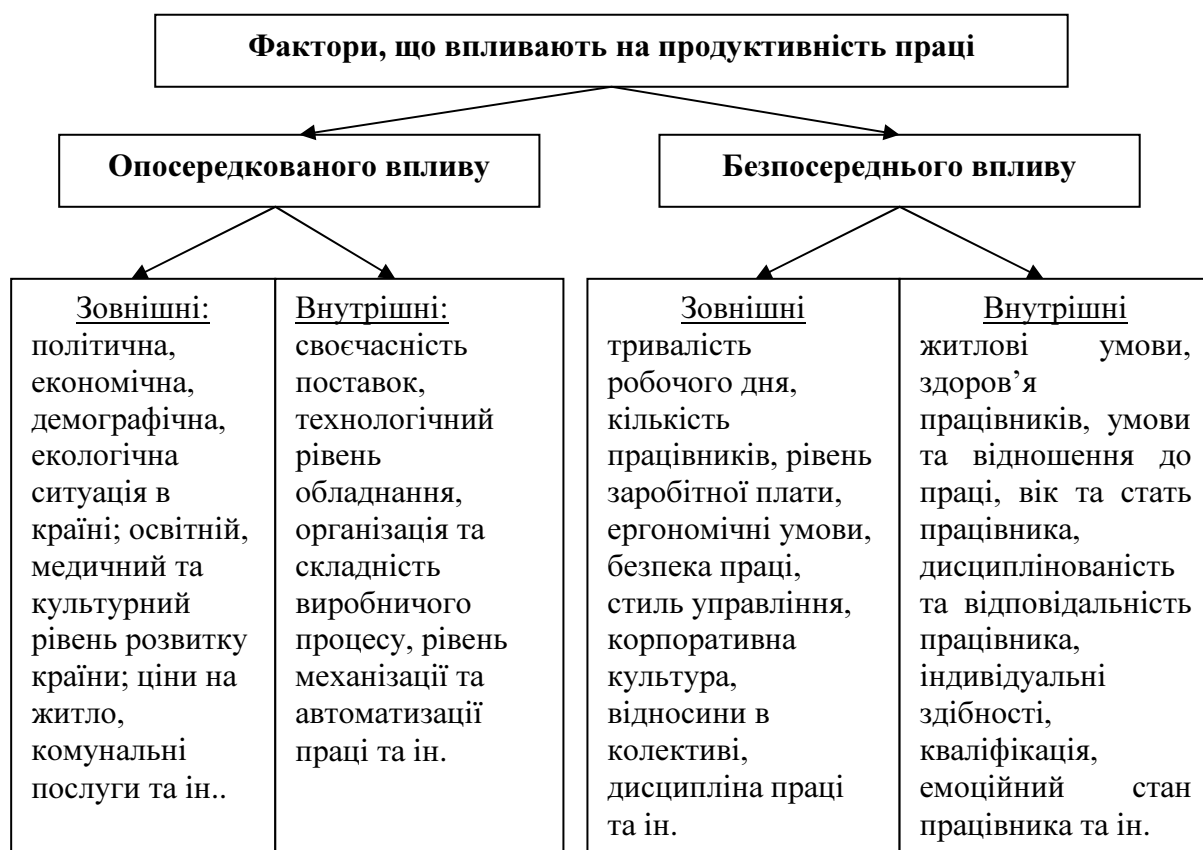 Фактори, що впливають на продуктивність праці
Опосередкованого впливу
Безпосереднього впливу
Зовнішні:
політична,
економічна,
демографічна,
екологічна
ситуація в
країні; освітній,
медичний та
культурний
рівень розвитку
країни; ціни на
житло,
комунальні
послуги та ін..
Внутрішні:
своєчасність
поставок,
технологічний
рівень
обладнання,
організація та
складність
виробничого
процесу, рівень
механізації та
автоматизації
праці та ін.
Зовнішні
тривалість
робочого дня,
кількість
працівників, рівень
заробітної плати,
ергономічні умови,
безпека праці,
стиль управління,
корпоративна
культура,
відносини в
колективі,
дисципліна праці
та ін.
Внутрішні
житлові умови,
здоров’я
працівників, умови
та відношення до
праці, вік та стать
працівника,
дисциплінованість
та відповідальність
працівника,
індивідуальні
здібності,
кваліфікація,
емоційний стан
працівника та ін.